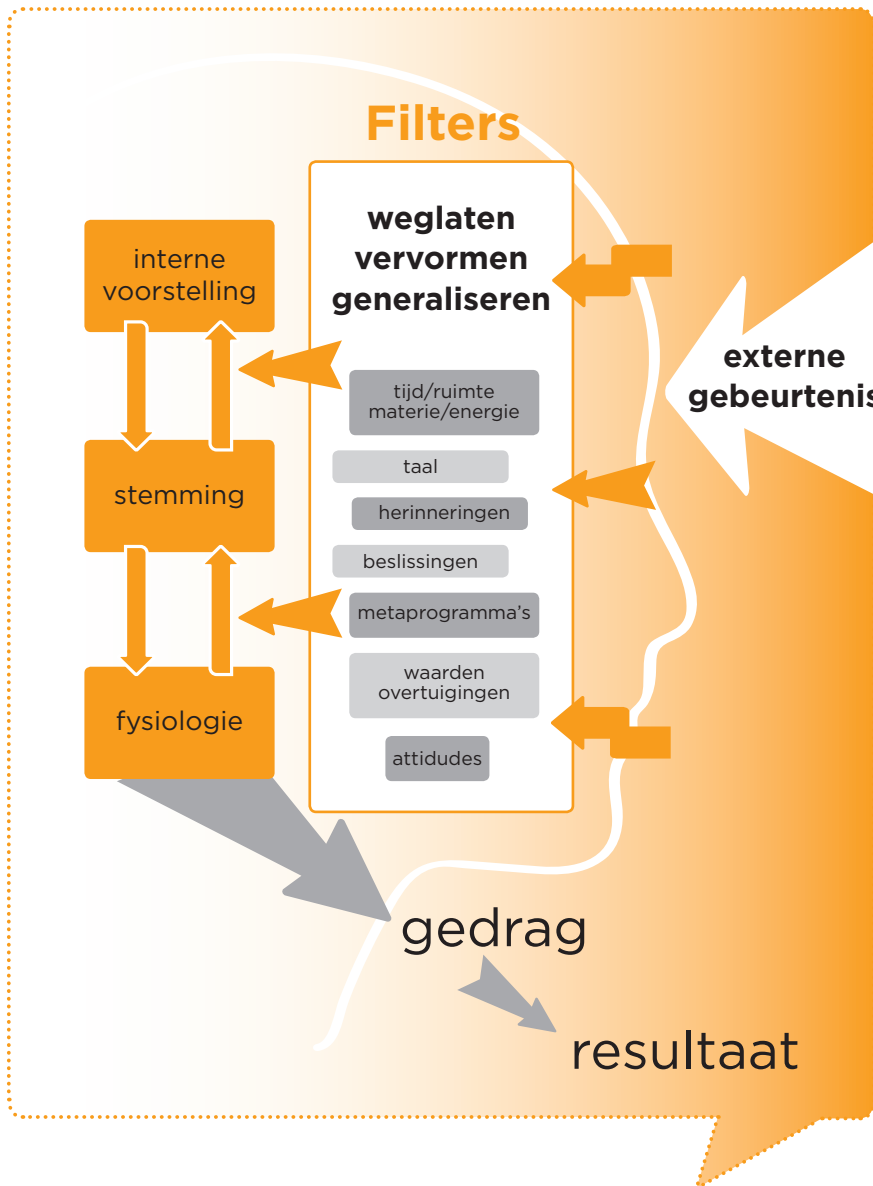 Filters
weglaten
vervormen
generaliseren
interne
voorstelling
externe
gebeurtenis
tijd/ruimte
materie/energie
taal
stemming
herinneringen
beslissingen
metaprogramma's
waarden
overtuigingen
fysiologie
attidudes
gedrag
resultaat